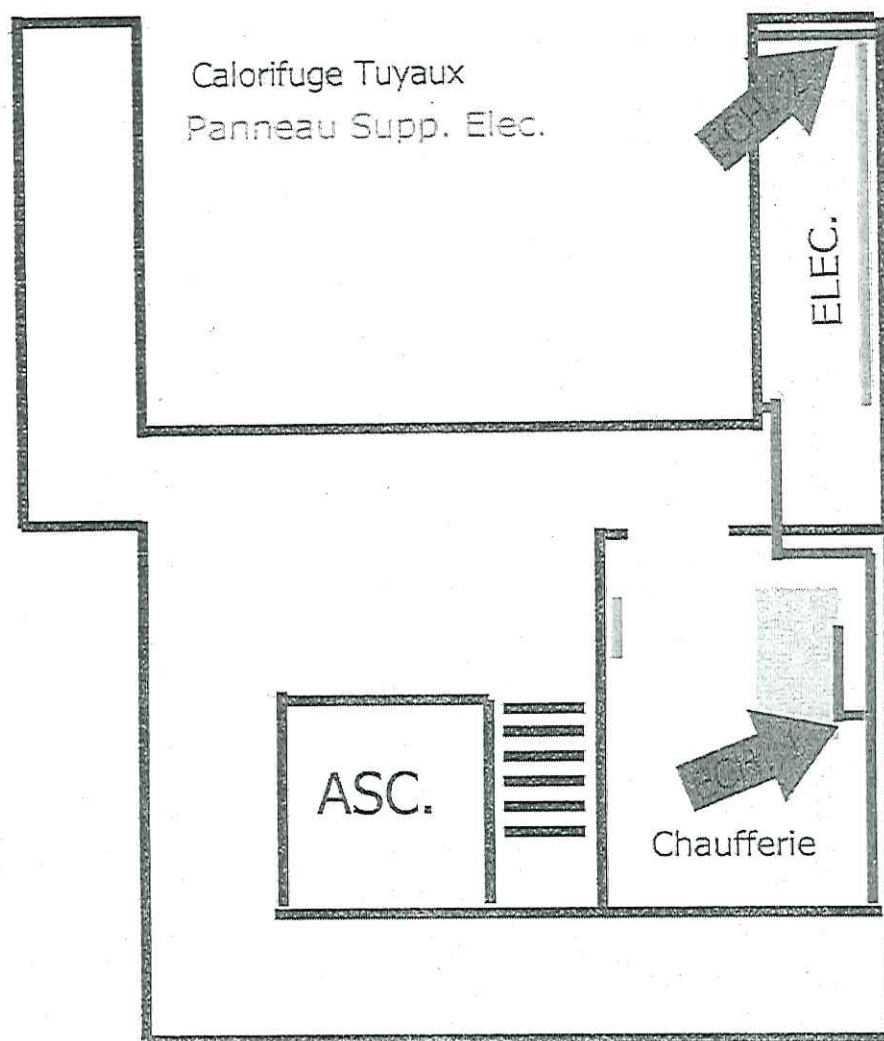 Calorifuge Tuyaux
Panneau Supp. Elec.
ELEC.
ASC.
Chaufferie